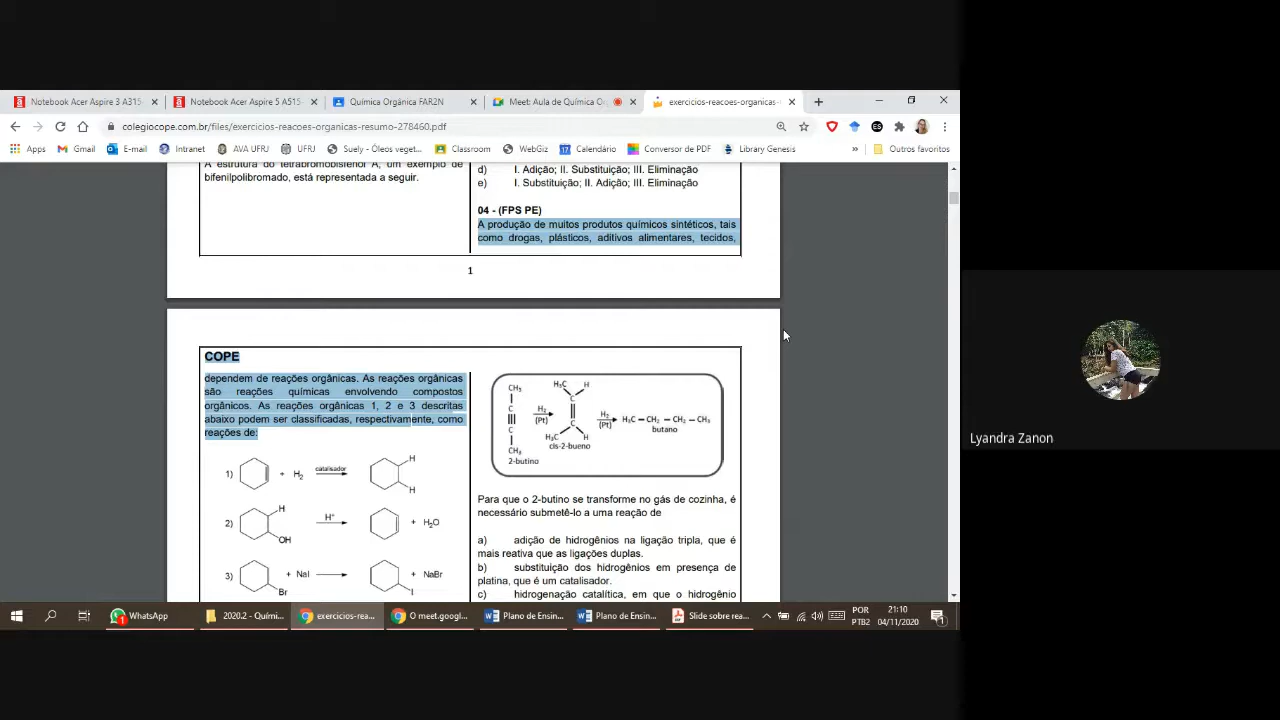 Notebook Acer Aspire 3 A315
Notebook Acer Aspire 5 A515
Química Orgânica FAR2N
Meet: Aula de Química O
exercicios-reacoes-organicas-
colegiocope.com.br/files/exercicios-reacoes-organicas-resumo-278460.pdf
Apps
Gmail
E-mail
Intranet
AVA UFRJ
UFRJ
Suely - Óleos veget...
Classroom
WebGiz
Calendário
Conversor de PDF
Library Genesis
»
Outros favoritos
A estrutura do tetrabromobisfenol A, um exemplo de
bifenilpolibromado, está representada a seguir.
d) I. Adição; II. Substituição; III. Eliminação
e) I. Substituição; II. Adição; III. Eliminação
04 - (FPS PE)
A produção de muitos produtos químicos sintéticos, tais
como drogas, plásticos, aditivos alimentares, tecidos,
1
COPE
dependem de reações orgânicas. As reações orgânicas
são reações químicas envolvendo compostos
orgânicos. As reações orgânicas 1, 2 e 3 descritas
abaixo podem ser classificadas, respectivamente, como
reações de:
1) + H2 catalisador H H
2) H OH H+ + H2O
3) Br + NaI I + NaBr
CH3 C C CH3
2-butino
H2 (Pt)
H3C H C C H3C H
cis-2-bueno
H2 (Pt)
H3C — CH2 — CH2 — CH3
butano
Para que o 2-butino se transforme no gás de cozinha, é
necessário submetê-lo a uma reação de
a) adição de hidrogênios na ligação tripla, que é
mais reativa que as ligações duplas.
b) substituição dos hidrogênios em presença de
platina, que é um catalisador.
c) hidrogenação catalítica, em que o hidrogênio
Lyandra Zanon
WhatsApp
1
2020.2 - Quími...
exercicios-rea...
O meet.googl...
Plano de Ensin...
Plano de Ensin...
Slide sobre rea...
POR
PTB2
21:10
04/11/2020
1